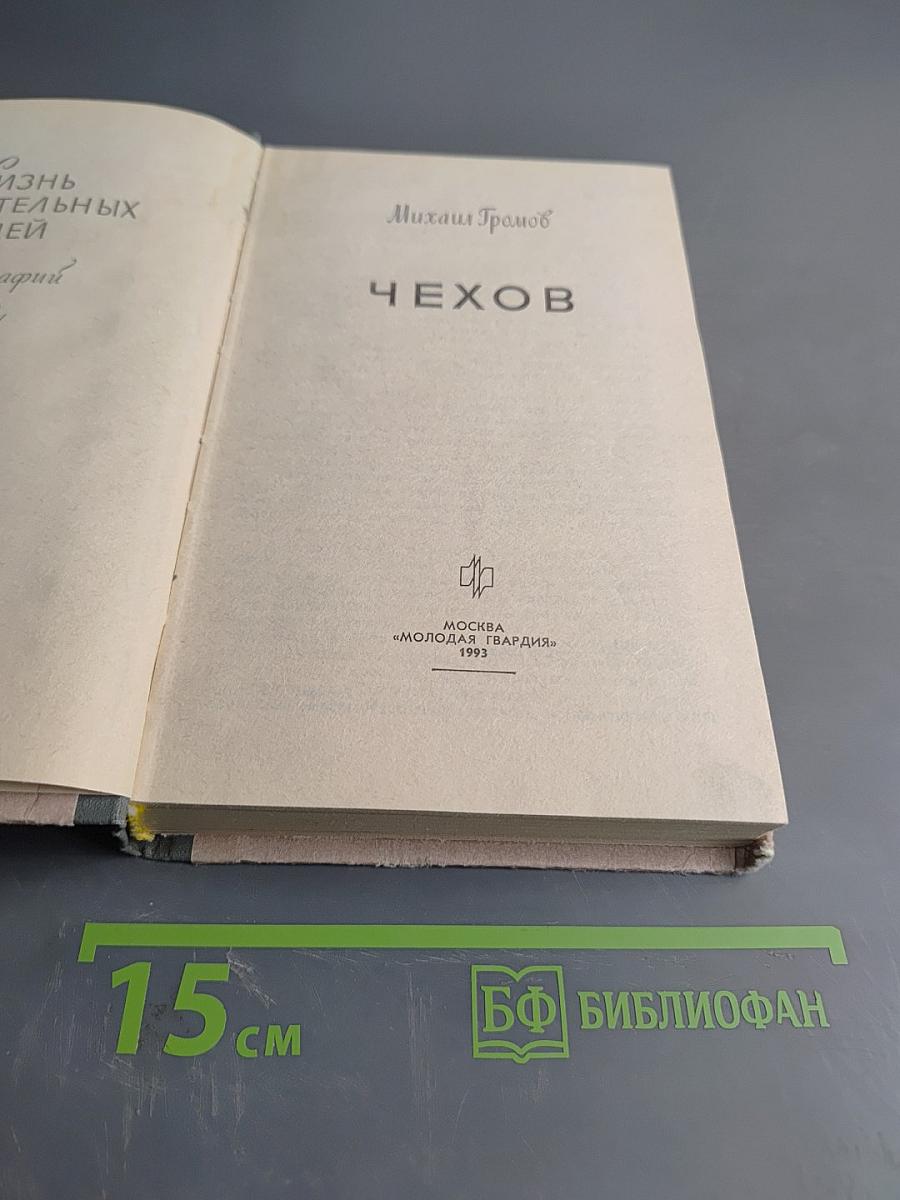 ИЗНЬ
ТЕЛЬНЫХ
ЕЙ
афий
Михаил Громов
ЧЕХОВ
МОСКВА
«МОЛОДАЯ ГВАРДИЯ»
1993
15 см
БФ БИБЛИОФАН